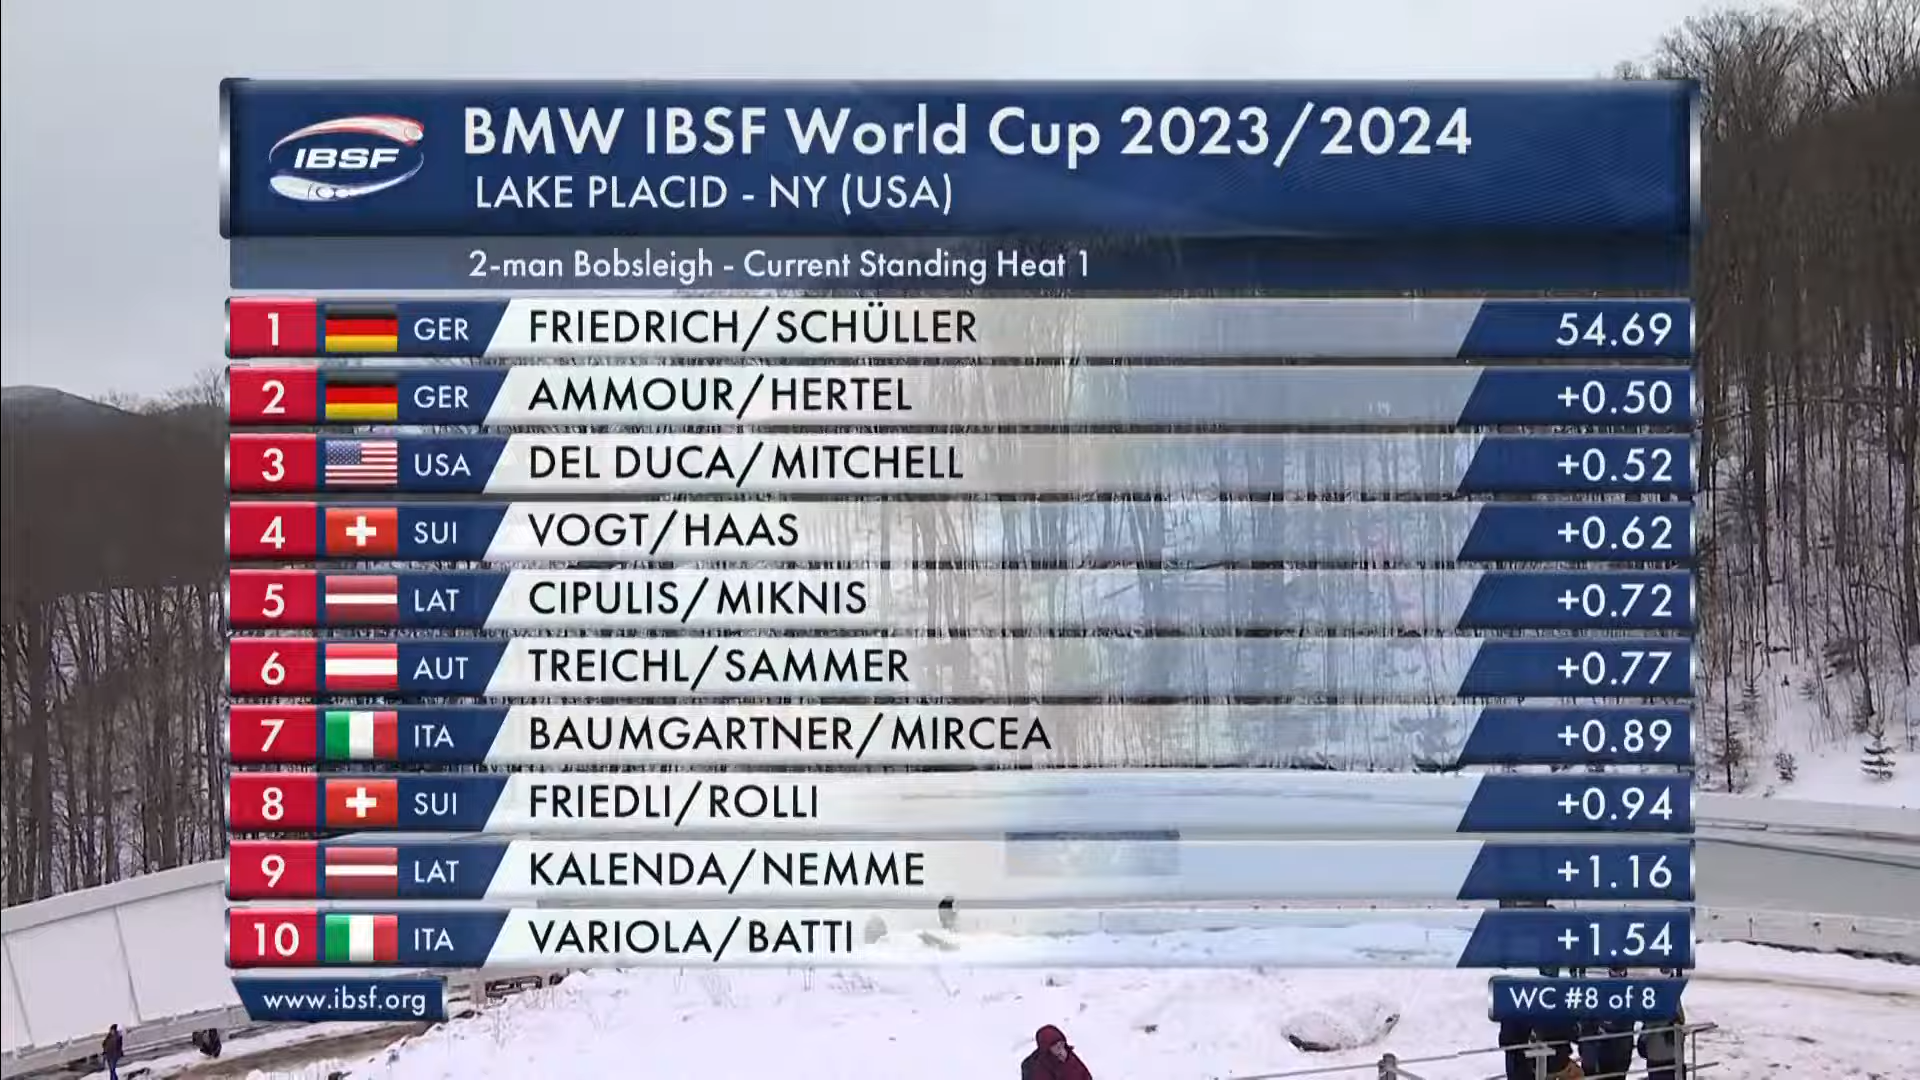 IBSF
BMW IBSF World Cup 2023/2024
LAKE PLACID - NY (USA)
2-man Bobsleigh - Current Standing Heat 1
1 GER FRIEDRICH/SCHÜLLER 54.69
2 GER AMMOUR/HERTEL +0.50
3 USA DEL DUCA/MITCHELL +0.52
4 SUI VOGT/HAAS +0.62
5 LAT CIPULIS/MIKNIS +0.72
6 AUT TREICHL/SAMMER +0.77
7 ITA BAUMGARTNER/MIRCEA +0.89
8 SUI FRIEDLI/ROLLI +0.94
9 LAT KALENDA/NEMME +1.16
10 ITA VARIOLA/BATTI +1.54
www.ibsf.org WC #8 of 8